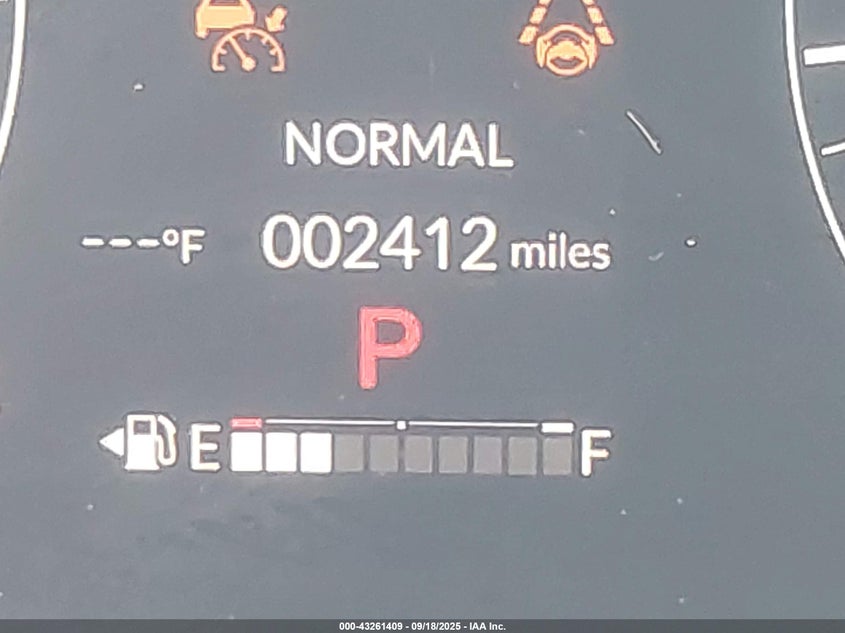 NORMAL
---°F 002412 miles
P
E F
000-43261409 - 09/18/2025 - IAA Inc.